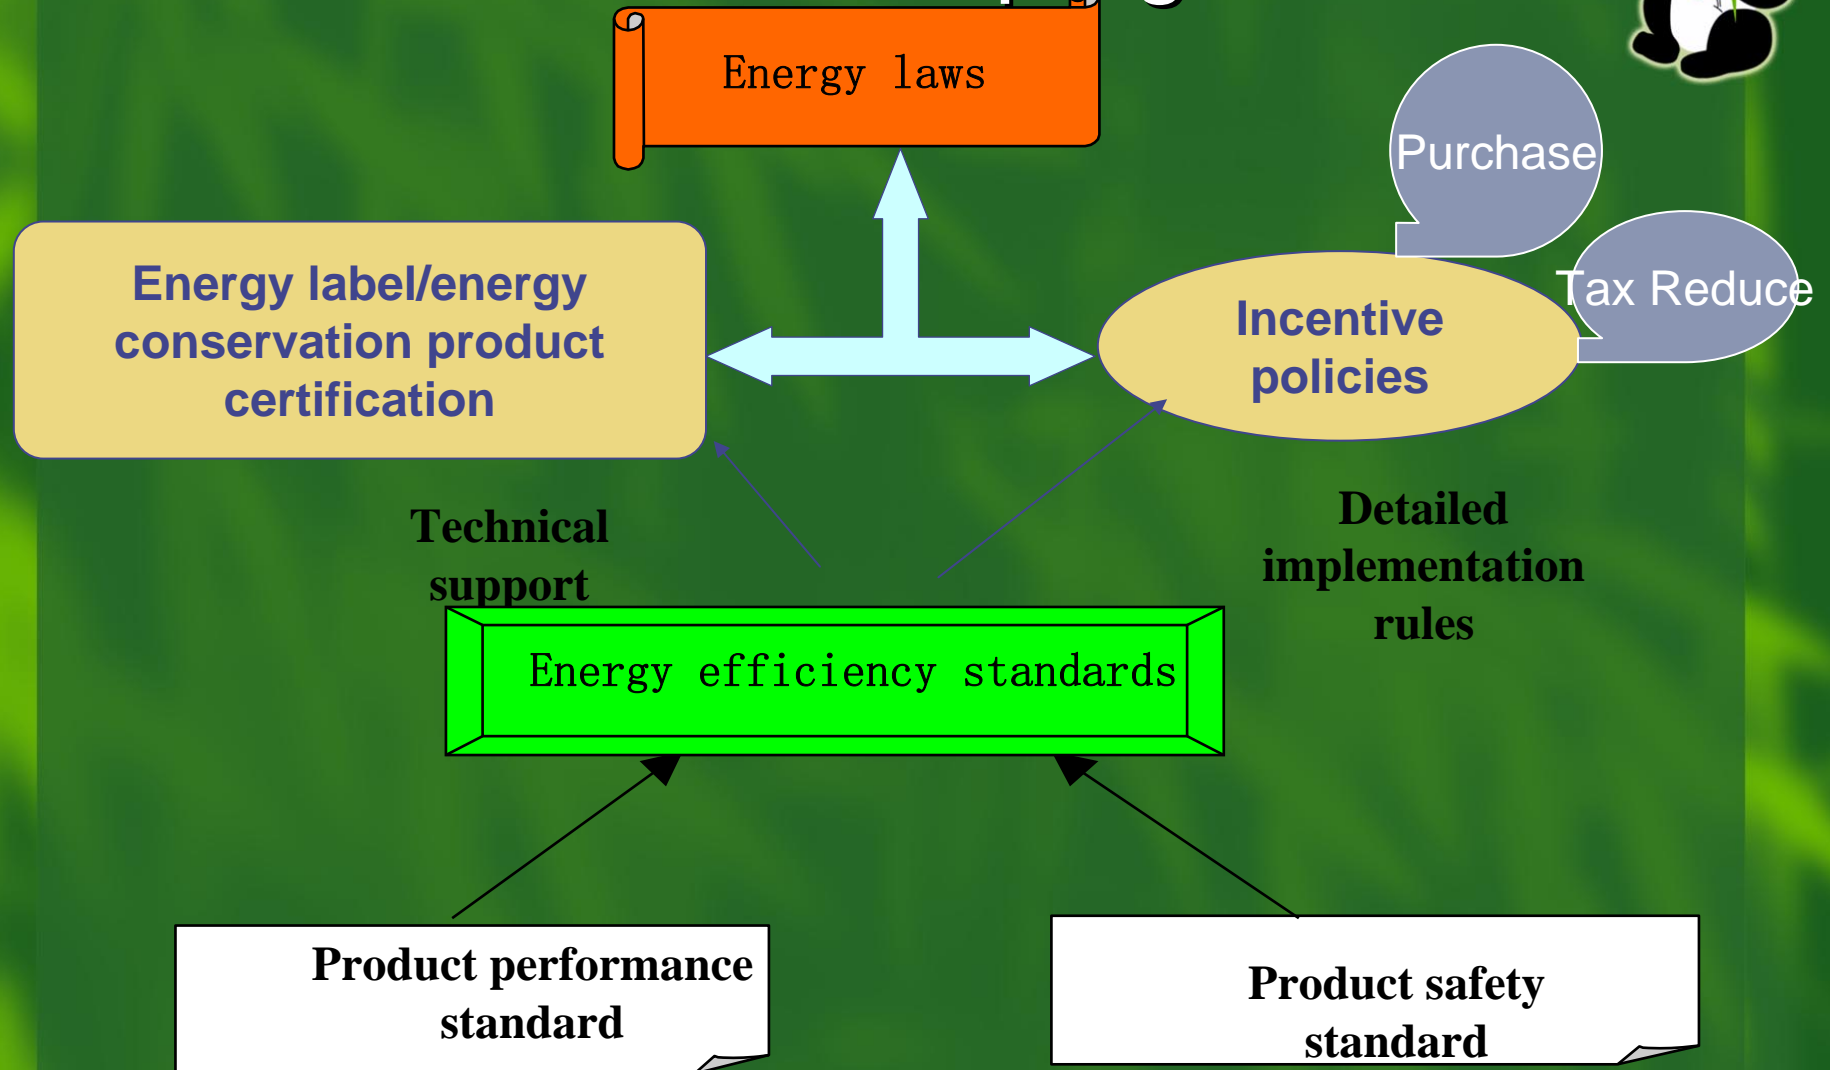 Energy laws
Purchase
Tax Reduce
Energy label/energy
conservation product
certification
Incentive
policies
Technical
support
Detailed
implementation
rules
Energy efficiency standards
Product performance
standard
Product safety
standard